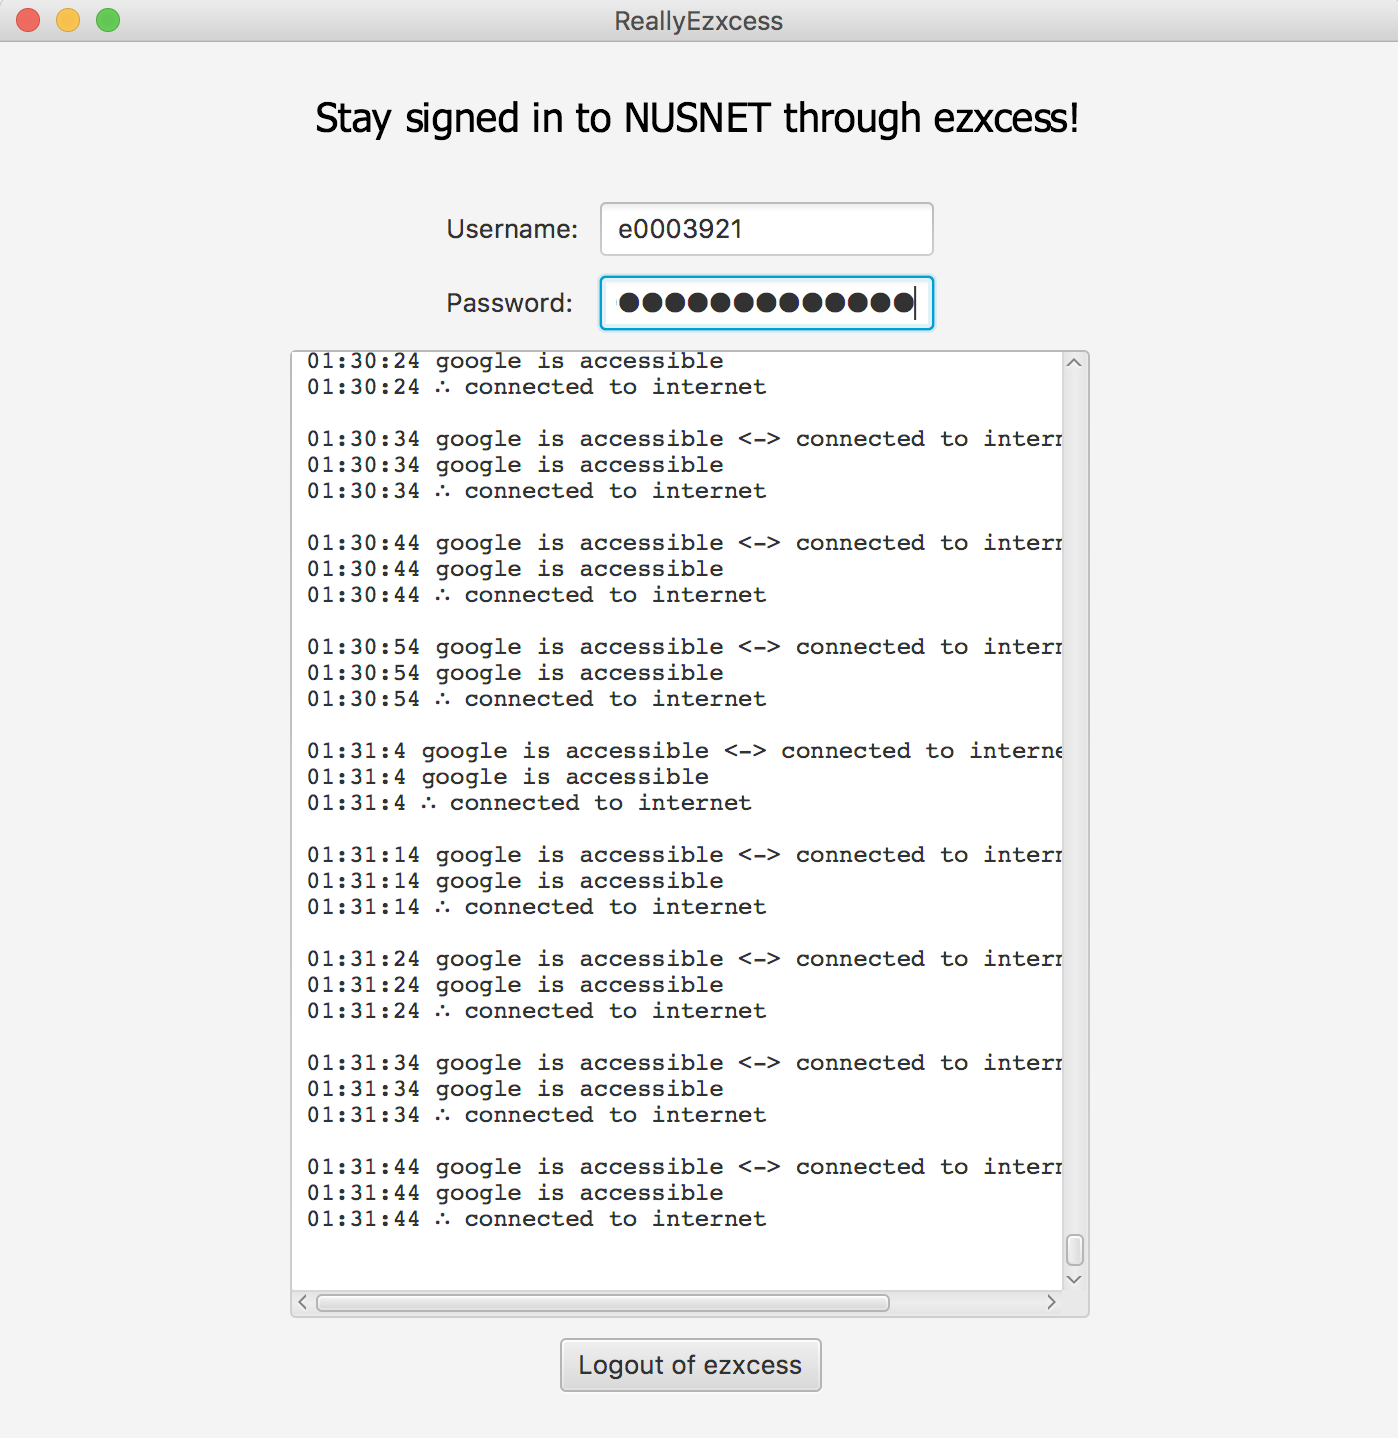 ReallyEzxcess
Stay signed in to NUSNET through ezxcess!
Username: e0003921
Password: ●●●●●●●●●●●●●
01:30:24 google is accessible
01:30:24 ∴ connected to internet
01:30:34 google is accessible <-> connected to intern
01:30:34 google is accessible
01:30:34 ∴ connected to internet
01:30:44 google is accessible <-> connected to intern
01:30:44 google is accessible
01:30:44 ∴ connected to internet
01:30:54 google is accessible <-> connected to intern
01:30:54 google is accessible
01:30:54 ∴ connected to internet
01:31:4 google is accessible <-> connected to interne
01:31:4 google is accessible
01:31:4 ∴ connected to internet
01:31:14 google is accessible <-> connected to intern
01:31:14 google is accessible
01:31:14 ∴ connected to internet
01:31:24 google is accessible <-> connected to intern
01:31:24 google is accessible
01:31:24 ∴ connected to internet
01:31:34 google is accessible <-> connected to intern
01:31:34 google is accessible
01:31:34 ∴ connected to internet
01:31:44 google is accessible <-> connected to intern
01:31:44 google is accessible
01:31:44 ∴ connected to internet
Logout of ezxcess